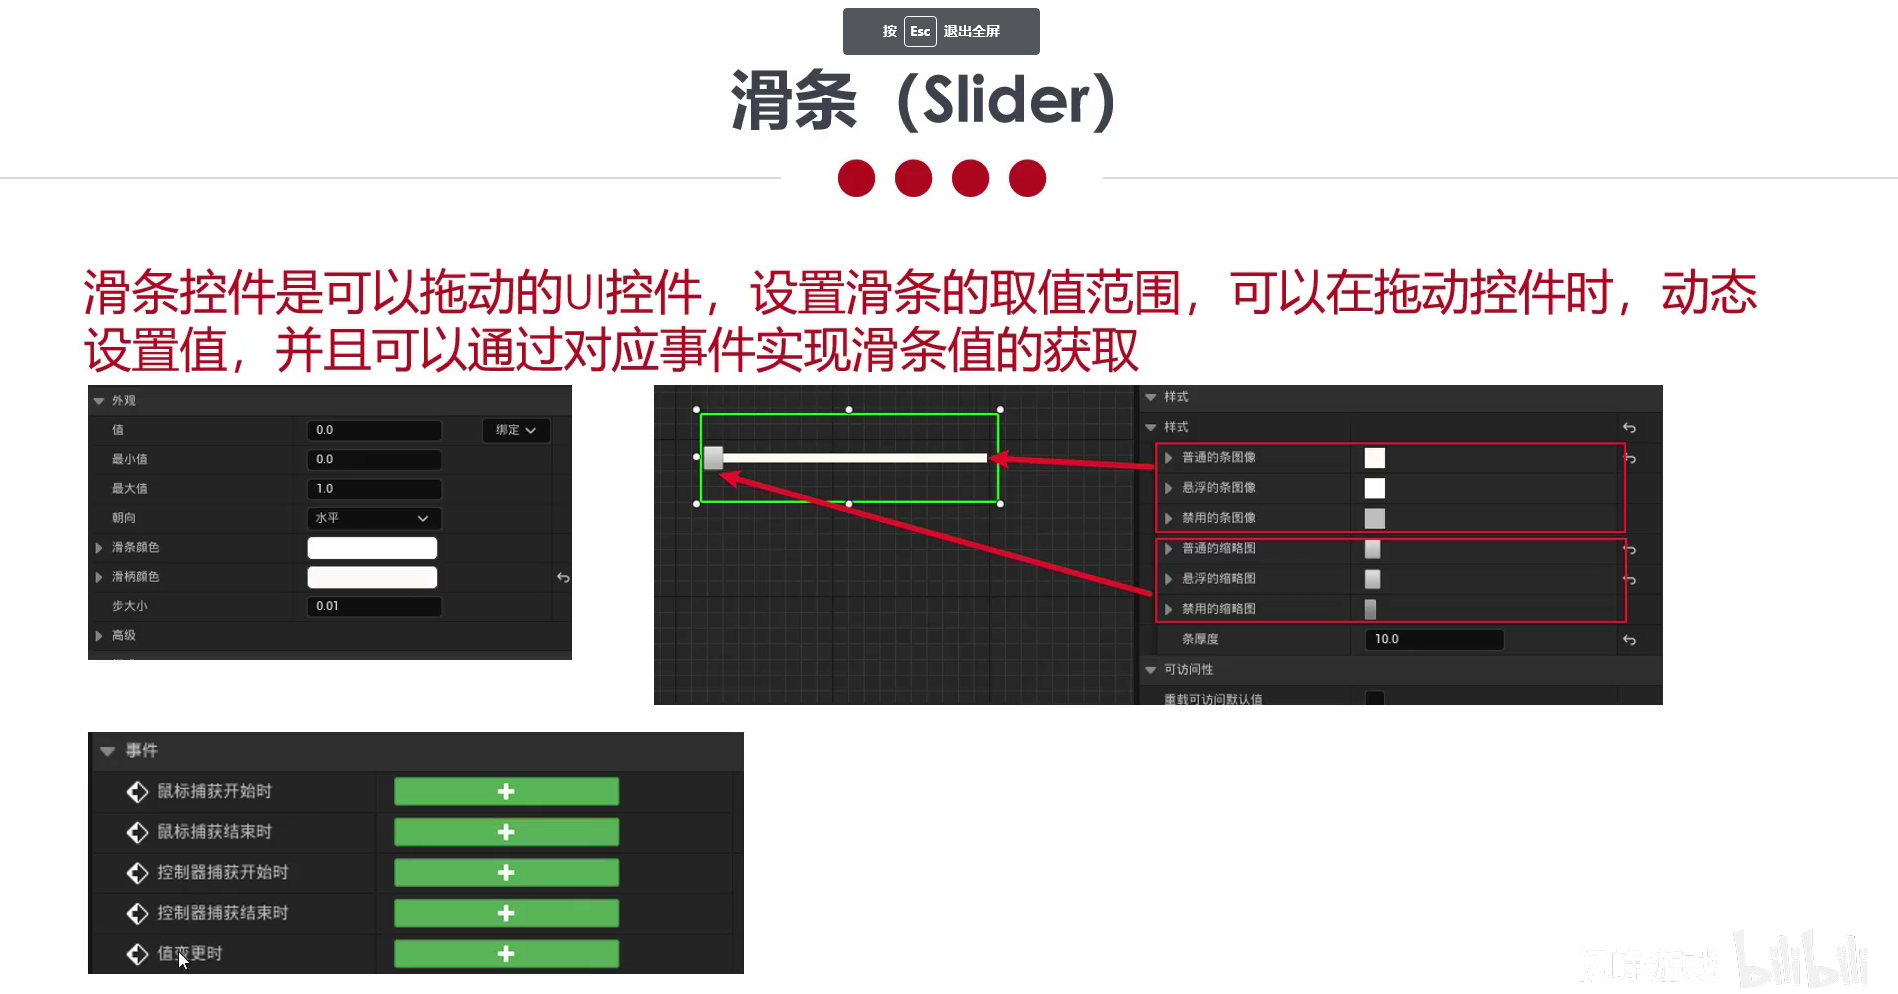 按 Esc 退出全屏
滑条（Slider）
滑条控件是可以拖动的UI控件，设置滑条的取值范围，可以在拖动控件时，动态
设置值，并且可以通过对应事件实现滑条值的获取
外观
值 0.0 绑定
最小值 0.0
最大值 1.0
朝向 水平
滑条颜色
滑柄颜色
步大小 0.01
高级
样式
样式
普通的条图像
悬浮的条图像
禁用的条图像
普通的缩略图
悬浮的缩略图
禁用的缩略图
条厚度 10.0
可访问性
重载可访问默认值
事件
鼠标捕获开始时
鼠标捕获结束时
控制器捕获开始时
控制器捕获结束时
值变更时
bilibili